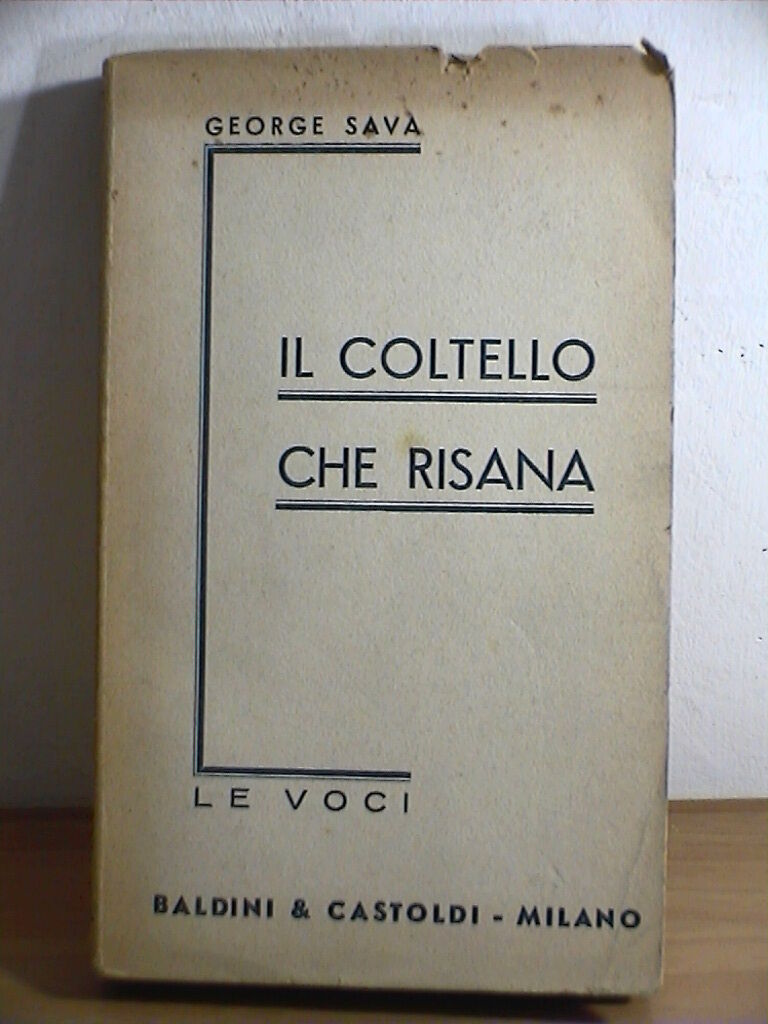 GEORGE SAVA
IL COLTELLO
CHE RISANA
LE VOCI
BALDINI & CASTOLDI - MILANO